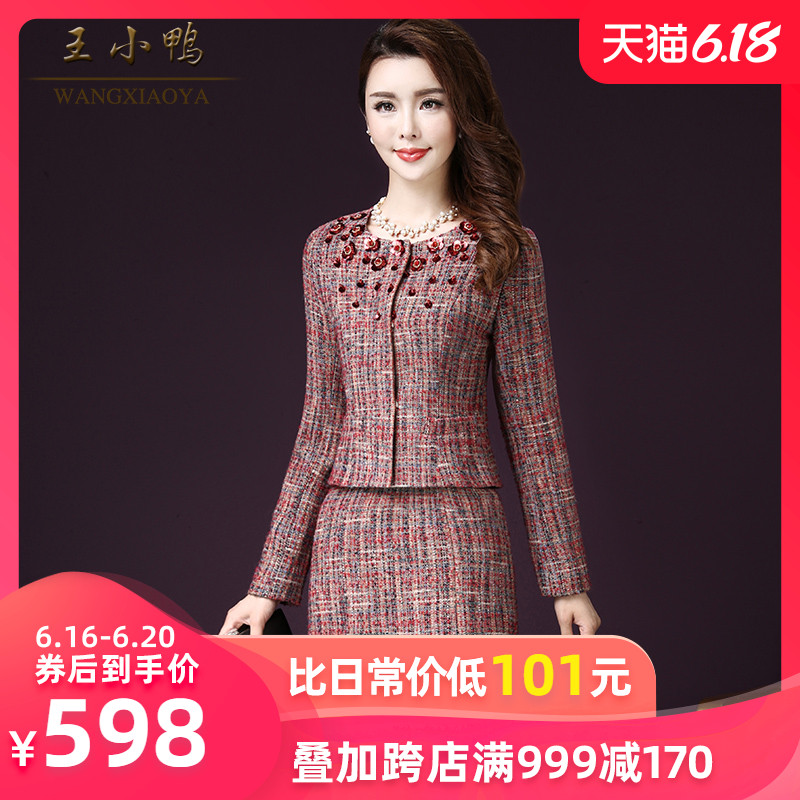 王小鸭
WANGXIAOYA
天猫6.18
6.16-6.20
券后到手价
¥598
比日常价低101元
叠加跨店满999减170